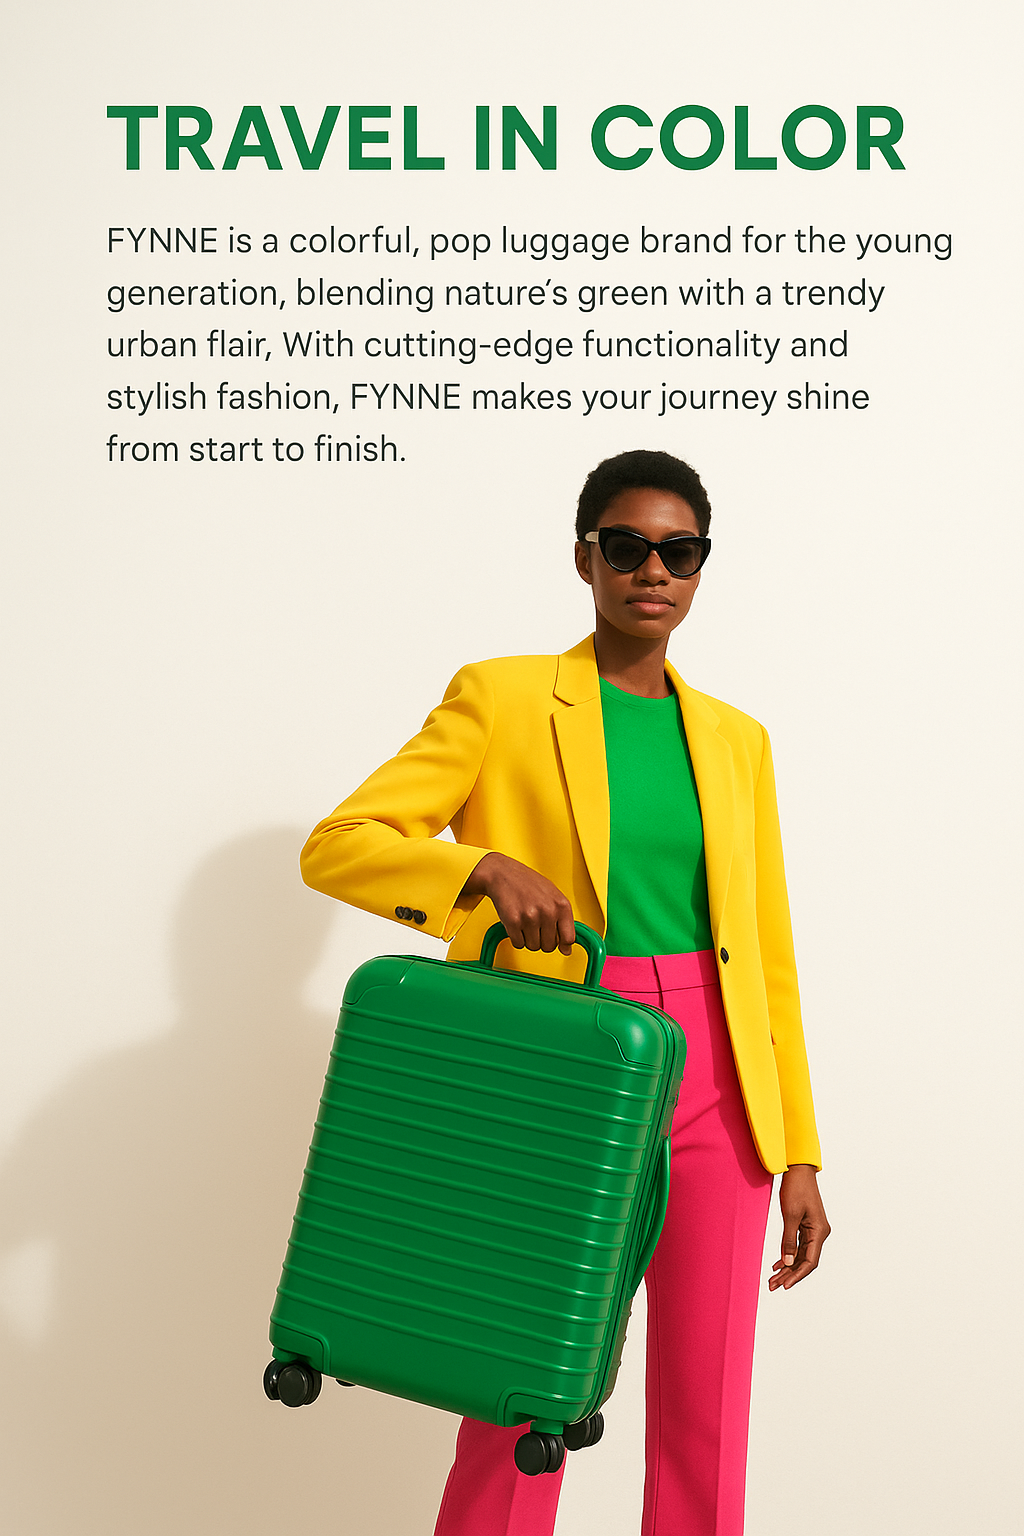 TRAVEL IN COLOR
FYNNE is a colorful, pop luggage brand for the young
generation, blending nature's green with a trendy
urban flair, With cutting-edge functionality and
stylish fashion, FYNNE makes your journey shine
from start to finish.